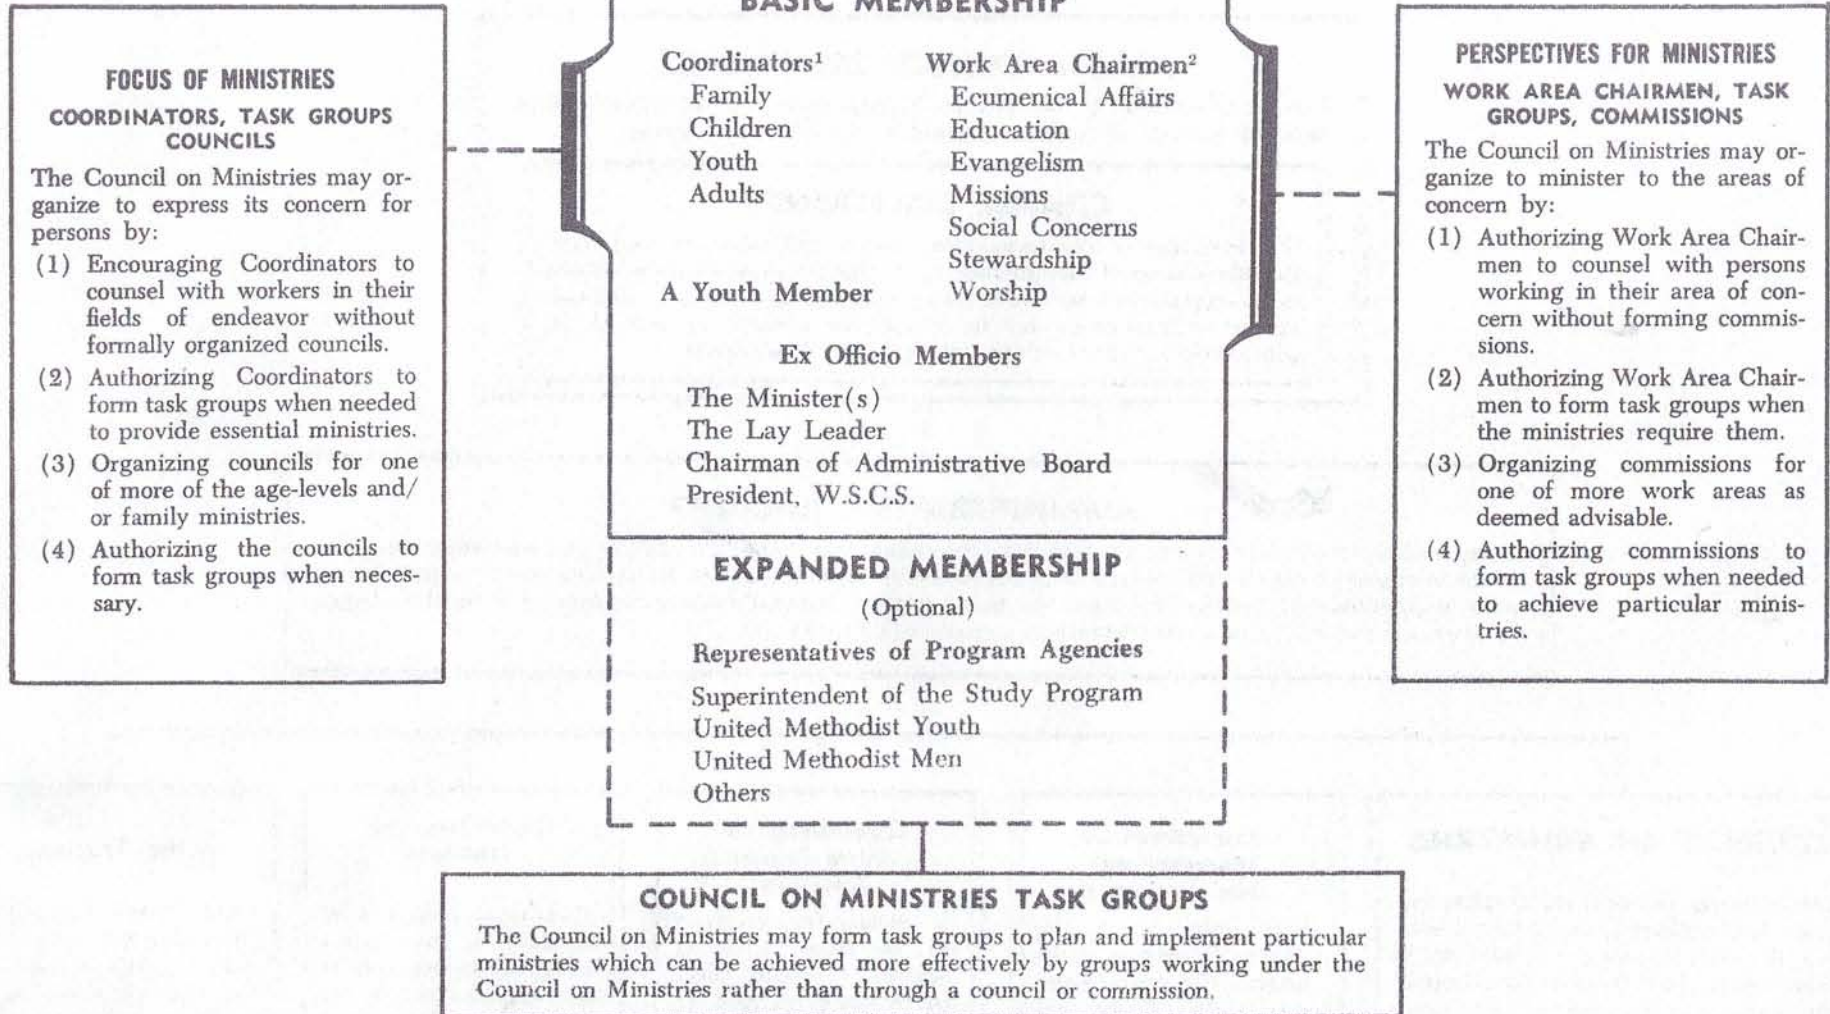 FOCUS OF MINISTRIES
COORDINATORS, TASK GROUPS
COUNCILS
The Council on Ministries may or-
ganize to express its concern for
persons by:
(1) Encouraging Coordinators to
counsel with workers in their
fields of endeavor without
formally organized councils.
(2) Authorizing Coordinators to
form task groups when needed
to provide essential ministries.
(3) Organizing councils for one
of more of the age-levels and/
or family ministries.
(4) Authorizing the councils to
form task groups when neces-
sary.
BASIC MEMBERSHIP
Coordinators¹
Family
Children
Youth
Adults
A Youth Member
Work Area Chairmen²
Ecumenical Affairs
Education
Evangelism
Missions
Social Concerns
Stewardship
Worship
Ex Officio Members
The Minister(s)
The Lay Leader
Chairman of Administrative Board
President, W.S.C.S.
EXPANDED MEMBERSHIP
(Optional)
Representatives of Program Agencies
Superintendent of the Study Program
United Methodist Youth
United Methodist Men
Others
PERSPECTIVES FOR MINISTRIES
WORK AREA CHAIRMEN, TASK
GROUPS, COMMISSIONS
The Council on Ministries may or-
ganize to minister to the areas of
concern by:
(1) Authorizing Work Area Chair-
men to counsel with persons
working in their area of con-
cern without forming commis-
sions.
(2) Authorizing Work Area Chair-
men to form task groups when
the ministries require them.
(3) Organizing commissions for
one of more work areas as
deemed advisable.
(4) Authorizing commissions to
form task groups when needed
to achieve particular minis-
tries.
COUNCIL ON MINISTRIES TASK GROUPS
The Council on Ministries may form task groups to plan and implement particular
ministries which can be achieved more effectively by groups working under the
Council on Ministries rather than through a council or commission.